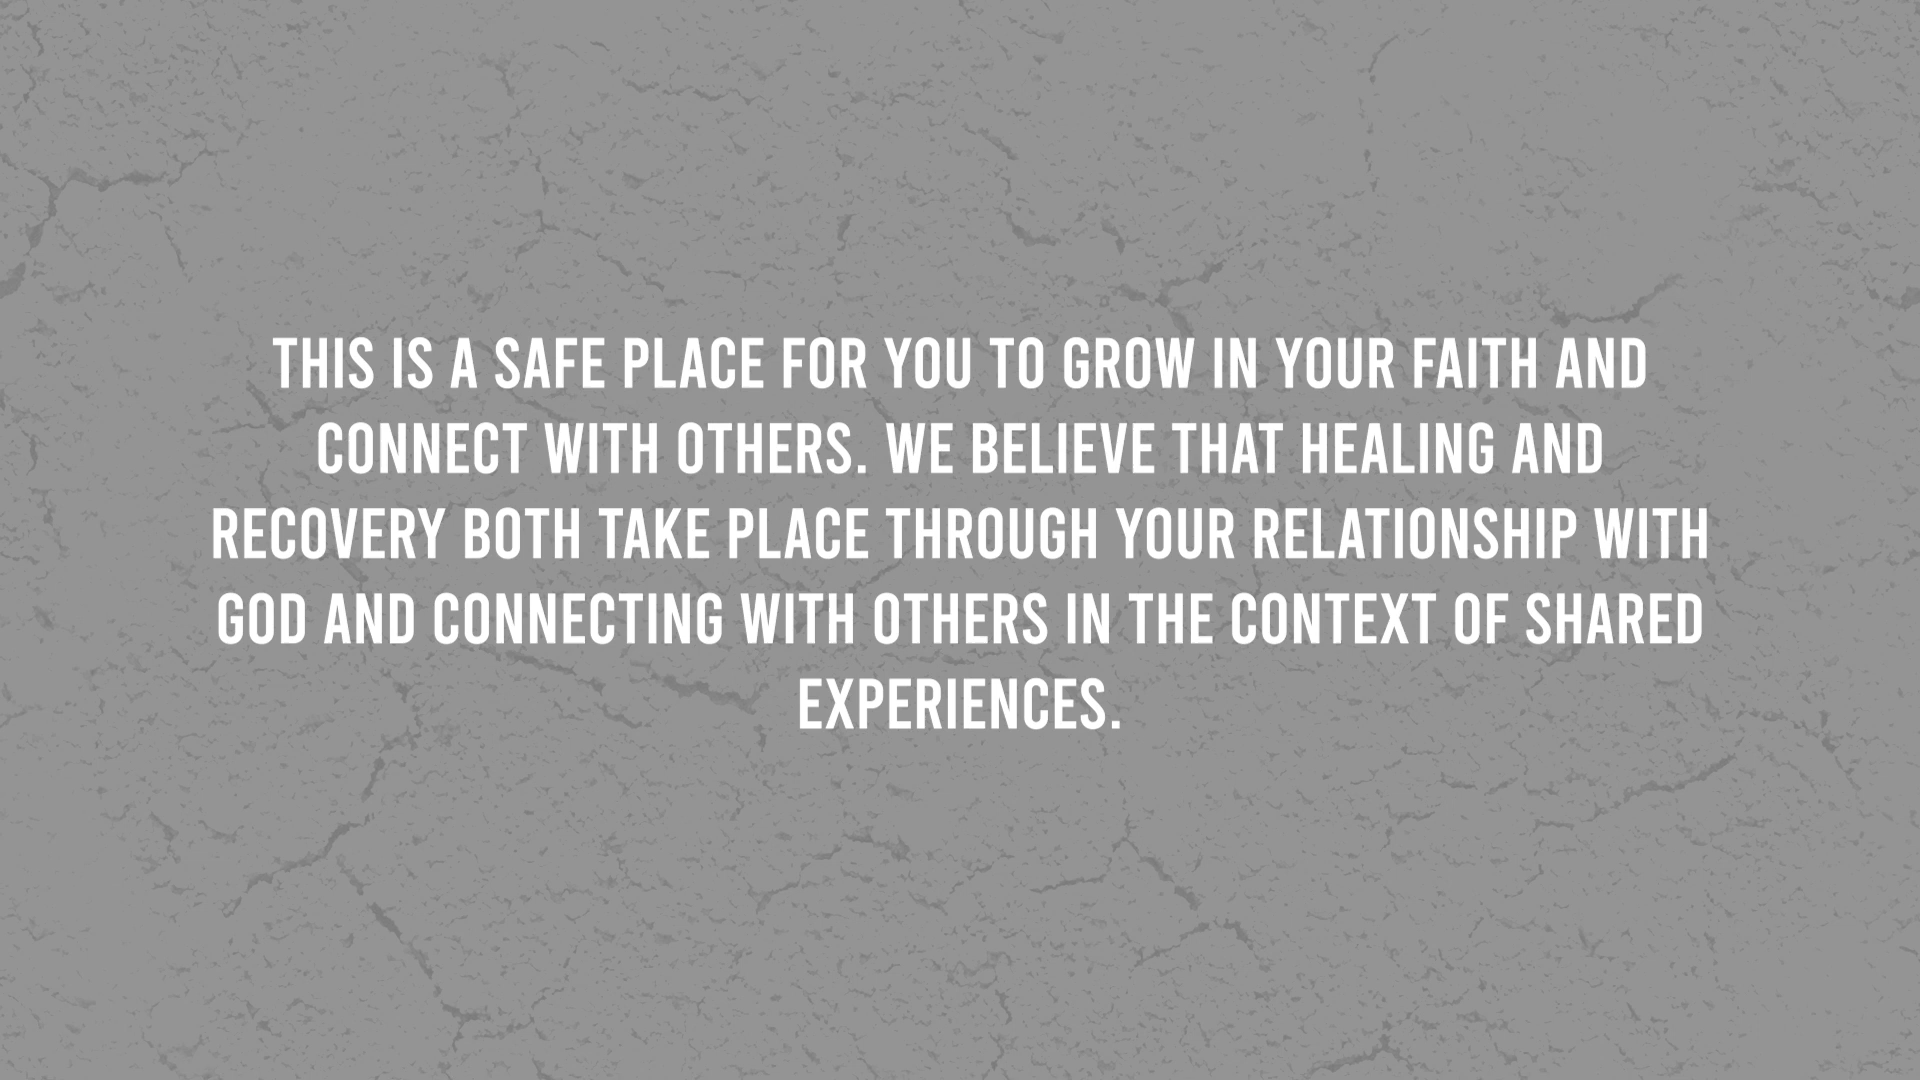 THIS IS A SAFE PLACE FOR YOU TO GROW IN YOUR FAITH AND
CONNECT WITH OTHERS. WE BELIEVE THAT HEALING AND
RECOVERY BOTH TAKE PLACE THROUGH YOUR RELATIONSHIP WITH
GOD AND CONNECTING WITH OTHERS IN THE CONTEXT OF SHARED
EXPERIENCES.